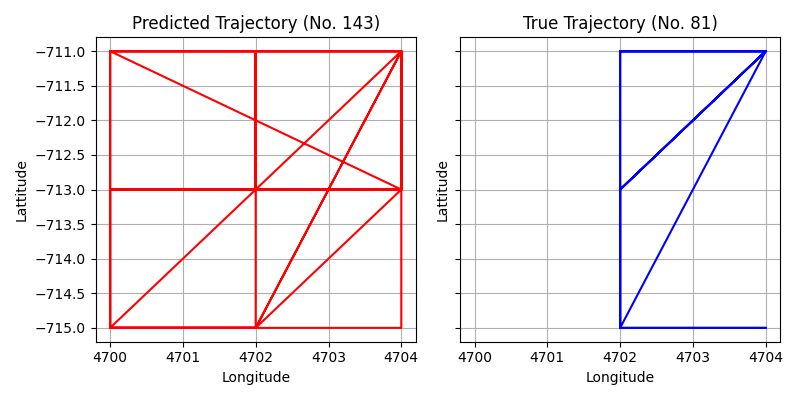 Predicted Trajectory (No. 143)
−711.0
−711.5
−712.0
−712.5
−713.0
−713.5
−714.0
−714.5
−715.0
Lattitude
4700 4701 4702 4703 4704
Longitude
True Trajectory (No. 81)
Lattitude
4700 4701 4702 4703 4704
Longitude